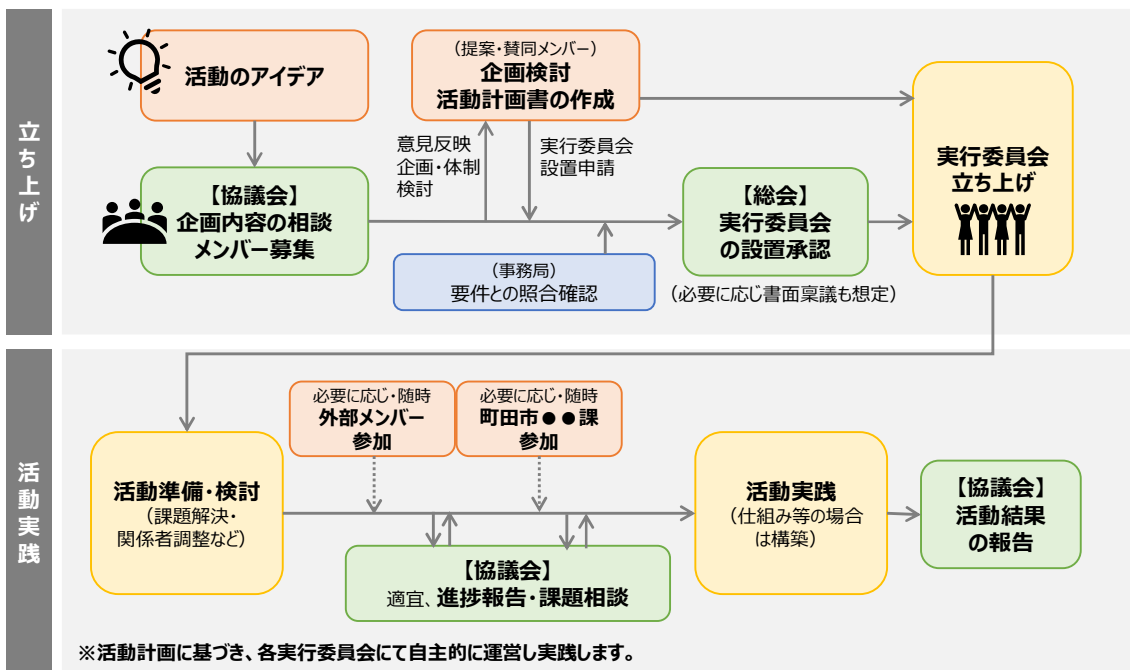 立ち上げ
活動のアイデア
(提案・賛同メンバー)
企画検討
活動計画書の作成
意見反映
企画・体制
検討
実行委員会
設置申請
【協議会】
企画内容の相談
メンバー募集
(事務局)
要件との照合確認
【総会】
実行委員会
の設置承認
(必要に応じ書面稟議も想定)
実行委員会
立ち上げ
活動実践
必要に応じ・随時
外部メンバー
参加
必要に応じ・随時
町田市●●課
参加
活動準備・検討
(課題解決・
関係者調整など)
【協議会】
適宜、進捗報告・課題相談
活動実践
(仕組み等の場合
は構築)
【協議会】
活動結果
の報告
※活動計画に基づき、各実行委員会にて自主的に運営し実践します。